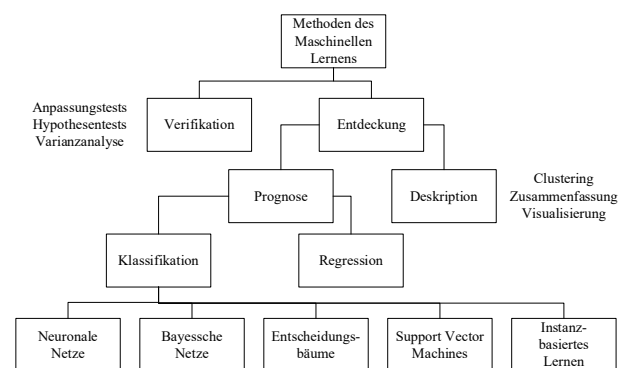 Methoden des
Maschinellen
Lernens
Anpassungstests
Hypothesentests
Varianzanalyse
Verifikation
Entdeckung
Prognose
Deskription
Clustering
Zusammenfassung
Visualisierung
Klassifikation
Regression
Neuronale
Netze
Bayessche
Netze
Entscheidungs-
bäume
Support Vector
Machines
Instanz-
basiertes
Lernen